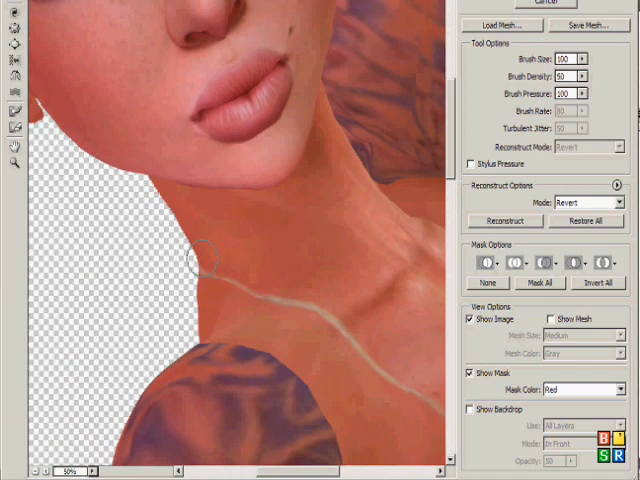 Cancel
Load Mesh... Save Mesh...
Tool Options
Brush Size: 100
Brush Density: 50
Brush Pressure: 100
Brush Rate: 80
Turbulent Jitter: 50
Reconstruct Mode: Revert
Stylus Pressure
Reconstruct Options
Mode: Revert
Reconstruct Restore All
Mask Options
None Mask All Invert All
View Options
Show Image Show Mesh
Mesh Size: Medium
Mesh Color: Gray
Show Mask
Mask Color: Red
Show Backdrop
Use: All Layers
Mode: In Front
Opacity: 50
50%
B '
S R